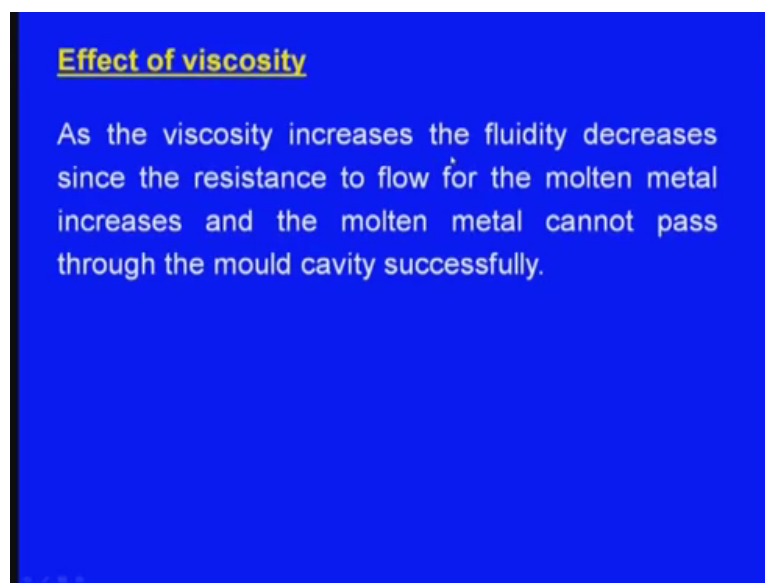 Effect of viscosity
As the viscosity increases the fluidity decreases
since the resistance to flow for the molten metal
increases and the molten metal cannot pass
through the mould cavity successfully.